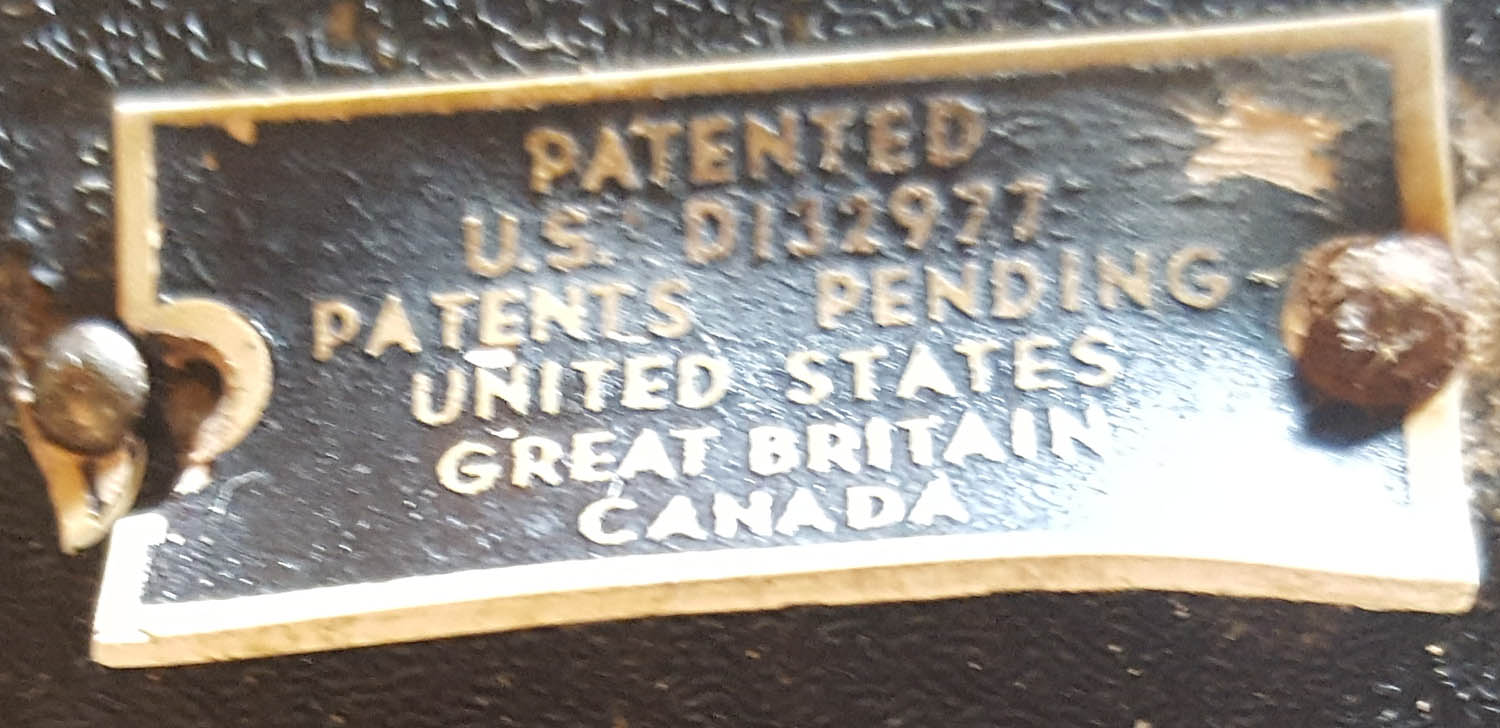 PATENTED
U.S. D132977
PATENTS PENDING
UNITED STATES
GREAT BRITAIN
CANADA